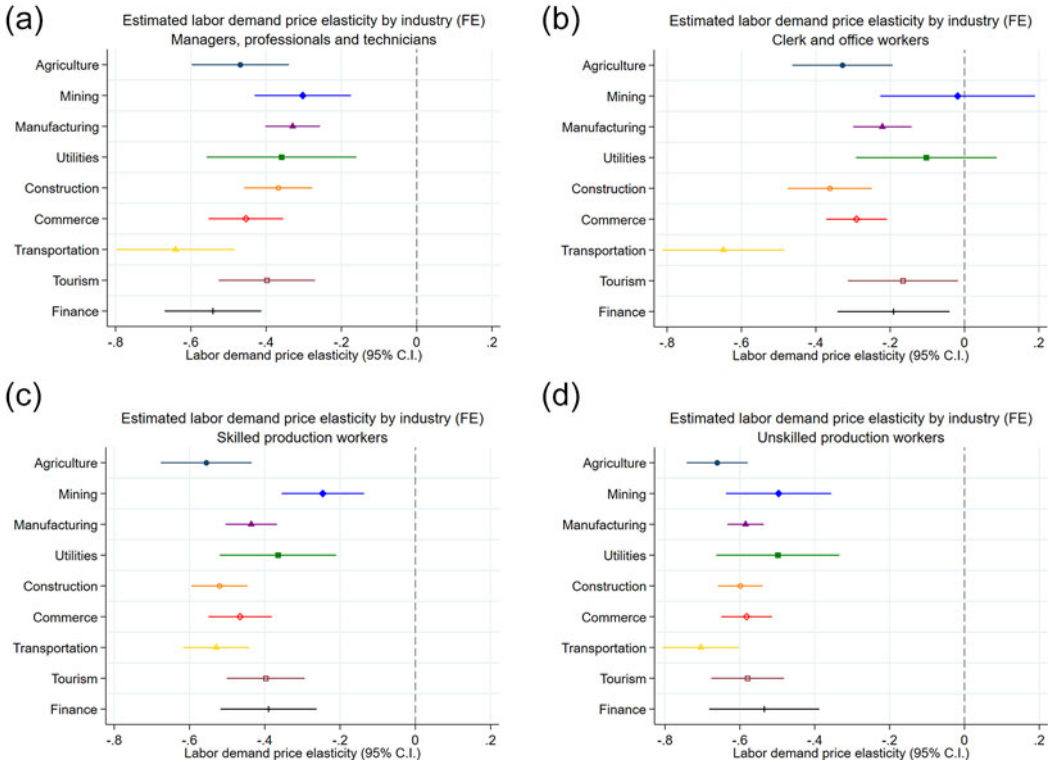 (a)
Estimated labor demand price elasticity by industry (FE)
Managers, professionals and technicians
Agriculture
Mining
Manufacturing
Utilities
Construction
Commerce
Transportation
Tourism
Finance
-.8 -.6 -.4 -.2 0 .2
Labor demand price elasticity (95% C.I.)
(b)
Estimated labor demand price elasticity by industry (FE)
Clerk and office workers
Agriculture
Mining
Manufacturing
Utilities
Construction
Commerce
Transportation
Tourism
Finance
-.8 -.6 -.4 -.2 0 .2
Labor demand price elasticity (95% C.I.)
(c)
Estimated labor demand price elasticity by industry (FE)
Skilled production workers
Agriculture
Mining
Manufacturing
Utilities
Construction
Commerce
Transportation
Tourism
Finance
-.8 -.6 -.4 -.2 0 .2
Labor demand price elasticity (95% C.I.)
(d)
Estimated labor demand price elasticity by industry (FE)
Unskilled production workers
Agriculture
Mining
Manufacturing
Utilities
Construction
Commerce
Transportation
Tourism
Finance
-.8 -.6 -.4 -.2 0 .2
Labor demand price elasticity (95% C.I.)